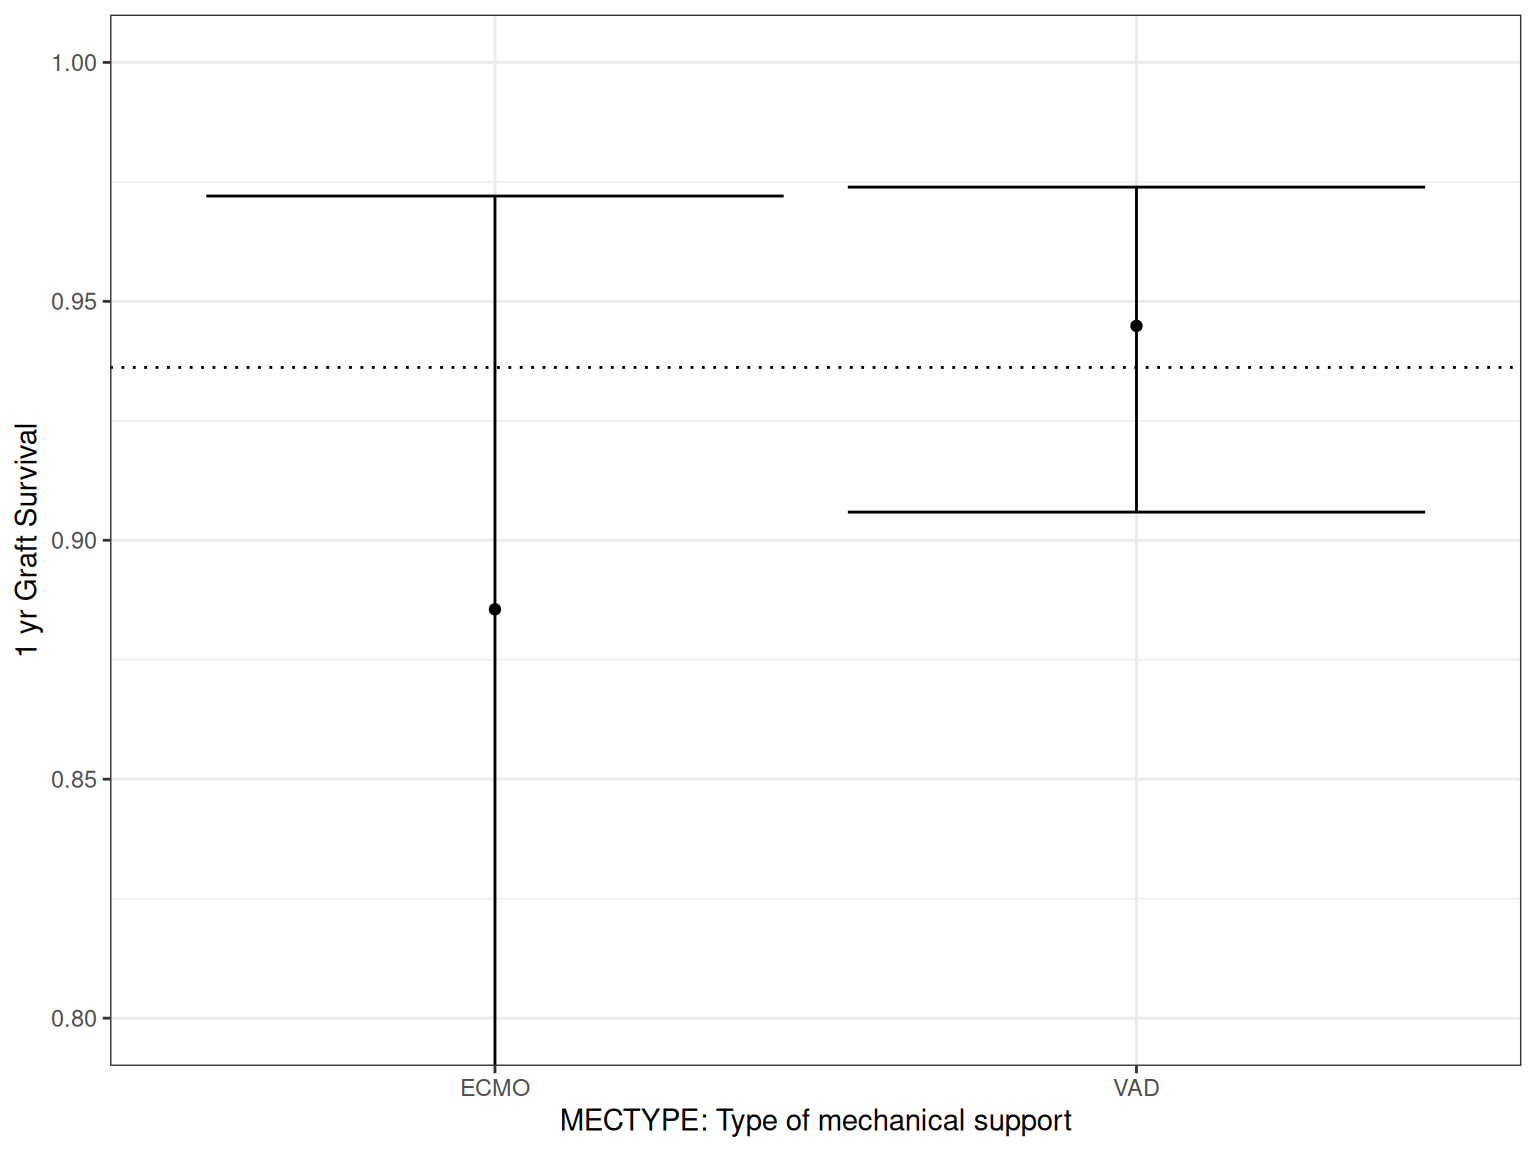 1 yr Graft Survival
1.00
0.95
0.90
0.85
0.80
ECMO VAD
MECTYPE: Type of mechanical support